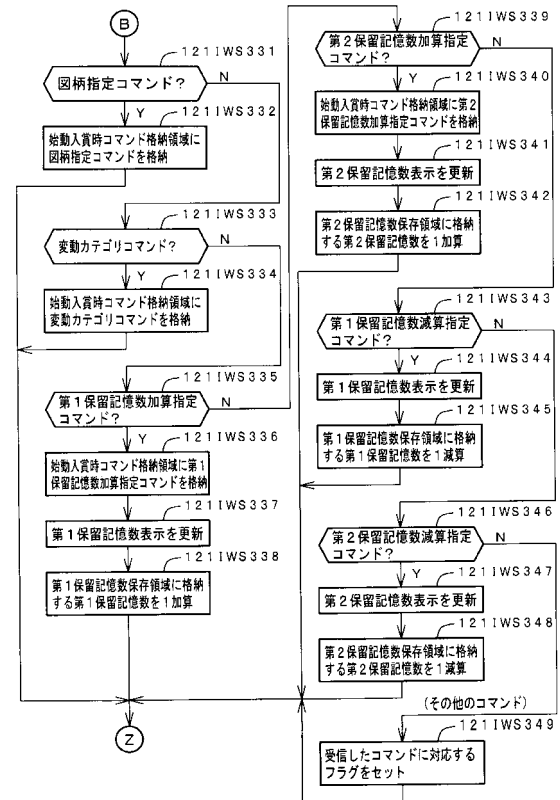 B
121IWS331
図柄指定コマンド?
N
Y
121IWS332
始動入賞時コマンド格納領域に
図柄指定コマンドを格納
121IWS333
変動カテゴリコマンド?
N
Y
121IWS334
始動入賞時コマンド格納領域に
変動カテゴリコマンドを格納
121IWS335
第1保留記憶数加算指定
コマンド?
N
Y
121IWS336
始動入賞時コマンド格納領域に第1
保留記憶数加算指定コマンドを格納
121IWS337
第1保留記憶数表示を更新
121IWS338
第1保留記憶数保存領域に格納
する第1保留記憶数を1加算
Z
121IWS339
第2保留記憶数加算指定
コマンド?
N
Y
121IWS340
始動入賞時コマンド格納領域に第2
保留記憶数加算指定コマンドを格納
121IWS341
第2保留記憶数表示を更新
121IWS342
第2保留記憶数保存領域に格納
する第2保留記憶数を1加算
121IWS343
第1保留記憶数減算指定
コマンド?
N
Y
121IWS344
第1保留記憶数表示を更新
121IWS345
第1保留記憶数保存領域に格納
する第1保留記憶数を1減算
121IWS346
第2保留記憶数減算指定
コマンド?
N
Y
121IWS347
第2保留記憶数表示を更新
121IWS348
第2保留記憶数保存領域に格納
する第2保留記憶数を1減算
(その他のコマンド)
121IWS349
受信したコマンドに対応する
フラグをセット